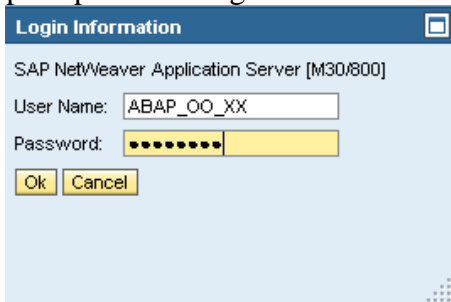 Login Information
SAP NetWeaver Application Server [M30/800]
User Name: ABAP_OO_XX
Password: ●●●●●●●●
Ok Cancel